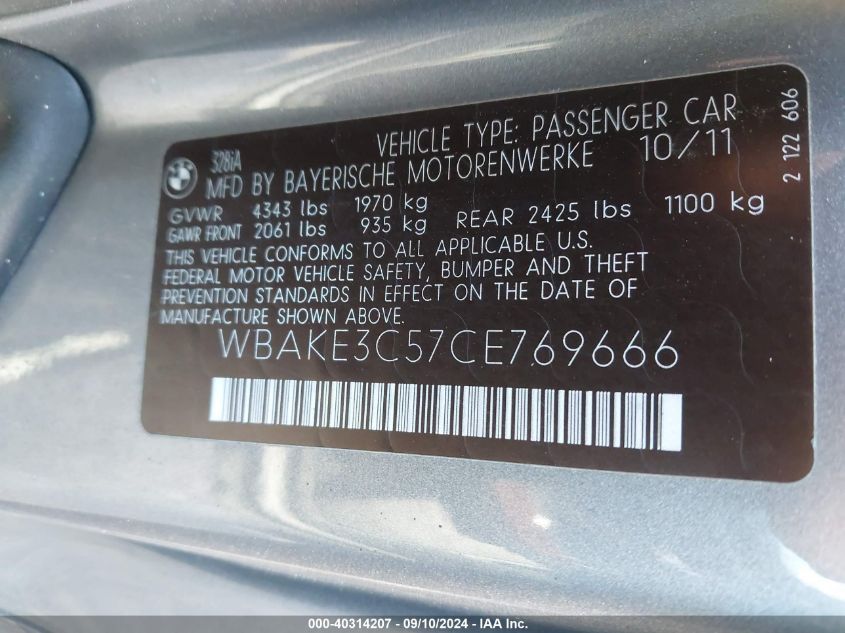 VEHICLE TYPE: PASSENGER CAR
328iA
MFD BY BAYERISCHE MOTORENWERKE 10/11
GVWR 4343 lbs 1970 kg
GAWR FRONT 2061 lbs 935 kg REAR 2425 lbs 1100 kg
THIS VEHICLE CONFORMS TO ALL APPLICABLE U.S.
FEDERAL MOTOR VEHICLE SAFETY, BUMPER AND THEFT
PREVENTION STANDARDS IN EFFECT ON THE DATE OF
MANUFACTURE SHOWN ABOVE.
WBAKE3C57CE769666
2 122 606
000-40314207 - 09/10/2024 - IAA Inc.